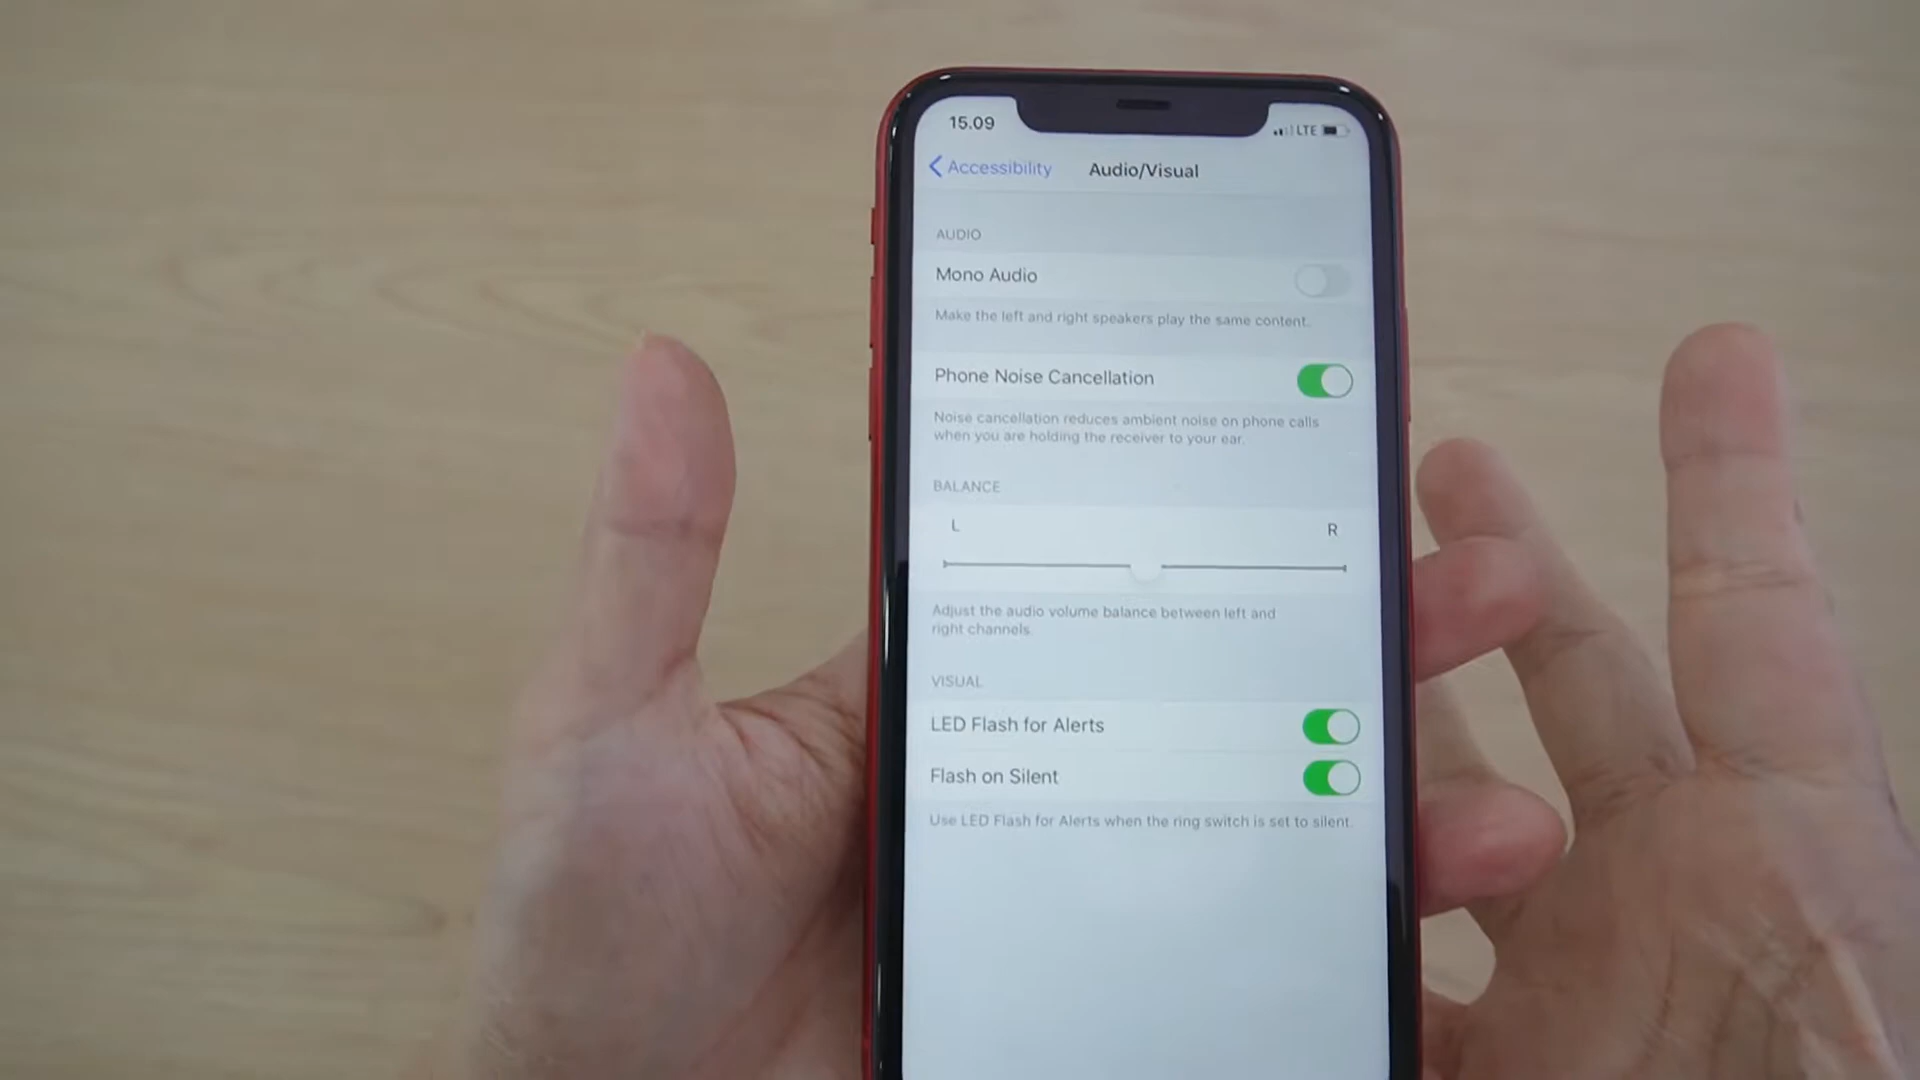 15.09
LTE
Accessibility
Audio/Visual
AUDIO
Mono Audio
Make the left and right speakers play the same content.
Phone Noise Cancellation
Noise cancellation reduces ambient noise on phone calls
when you are holding the receiver to your ear.
BALANCE
L
R
Adjust the audio volume balance between left and
right channels.
VISUAL
LED Flash for Alerts
Flash on Silent
Use LED Flash for Alerts when the ring switch is set to silent.